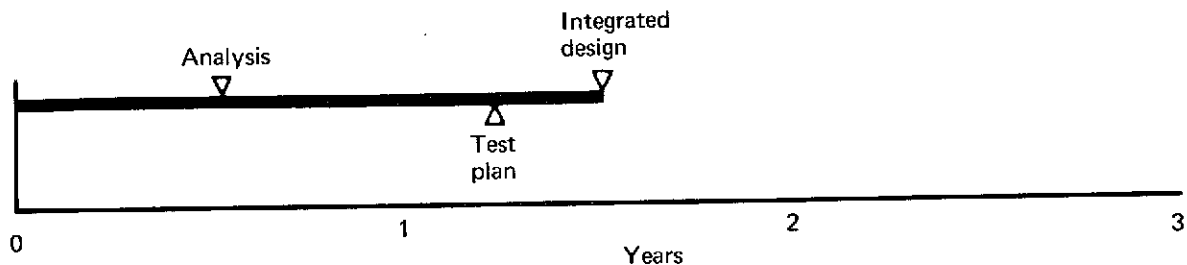 Integrated
design
Analysis
Test
plan
0
1
2
3
Years